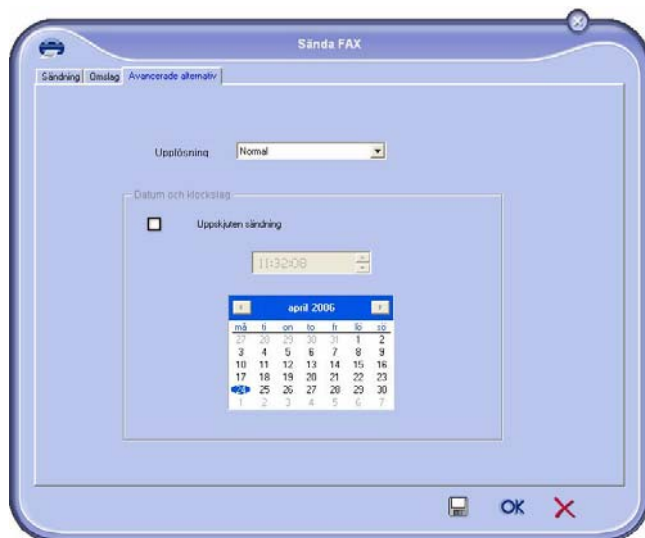 Sända FAX
Sändning Omslag Avancerade alternativ
Upplösning Normal
Datum och klockslag
Uppskjuten sändning
11:32:08
april 2006
må ti on to fr lö sö
27 28 29 30 31 1 2
3 4 5 6 7 8 9
10 11 12 13 14 15 16
17 18 19 20 21 22 23
24 25 26 27 28 29 30
1 2 3 4 5 6 7
OK